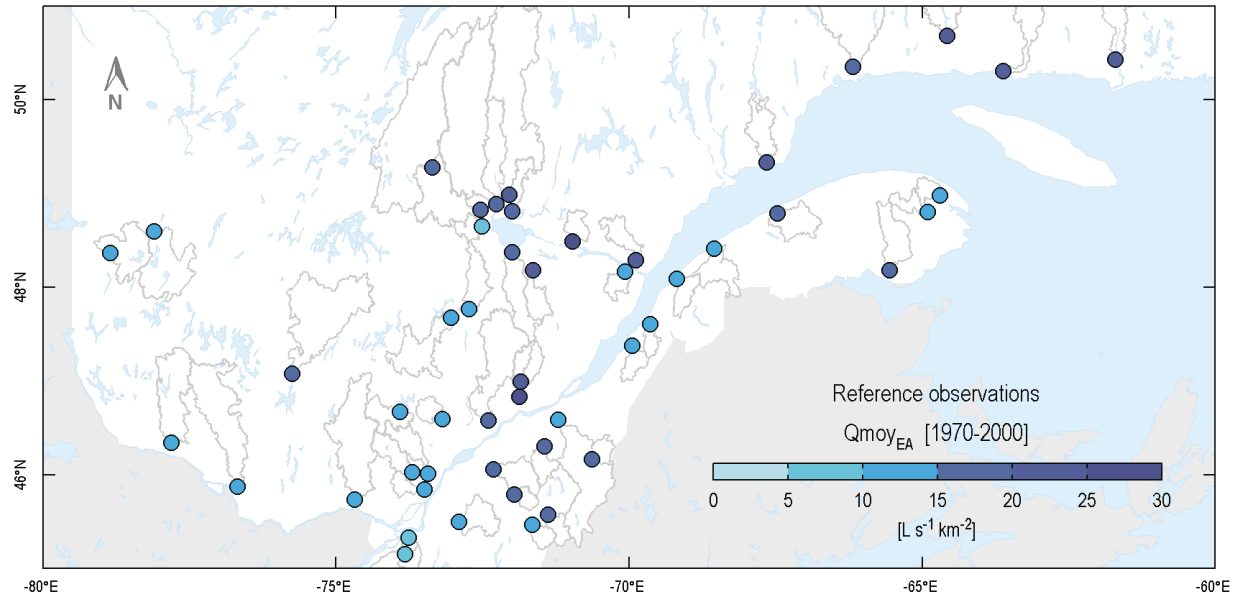 50°N
48°N
46°N
N
Reference observations
QmoyEA [1970-2000]
0 5 10 15 20 25 30
[L s-1 km-2]
-80°E -75°E -70°E -65°E -60°E